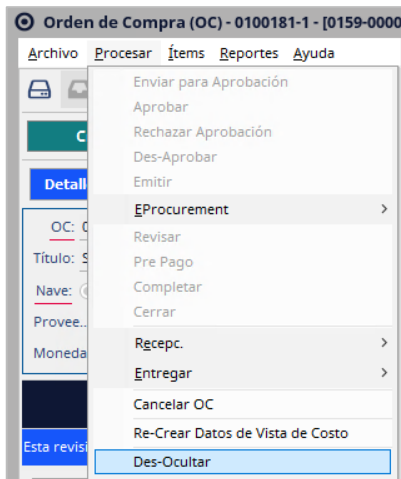 Orden de Compra (OC) - 0100181-1 - [0159-0000
Archivo Procesar Ítems Reportes Ayuda
Enviar para Aprobación
Aprobar
Rechazar Aprobación
Des-Aprobar
Emitir
EProcurement
Revisar
Pre Pago
Completar
Cerrar
Recepc.
Entregar
Cancelar OC
Re-Crear Datos de Vista de Costo
Des-Ocultar
C
Detall
OC: 0
Título: S
Nave:
Provee..
Moneda
Esta revisi